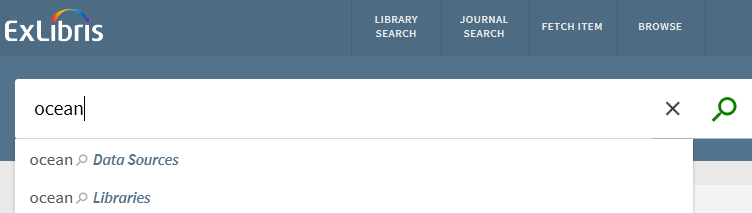 ExLibris
LIBRARY SEARCH
JOURNAL SEARCH
FETCH ITEM
BROWSE
ocean
ocean Data Sources
ocean Libraries